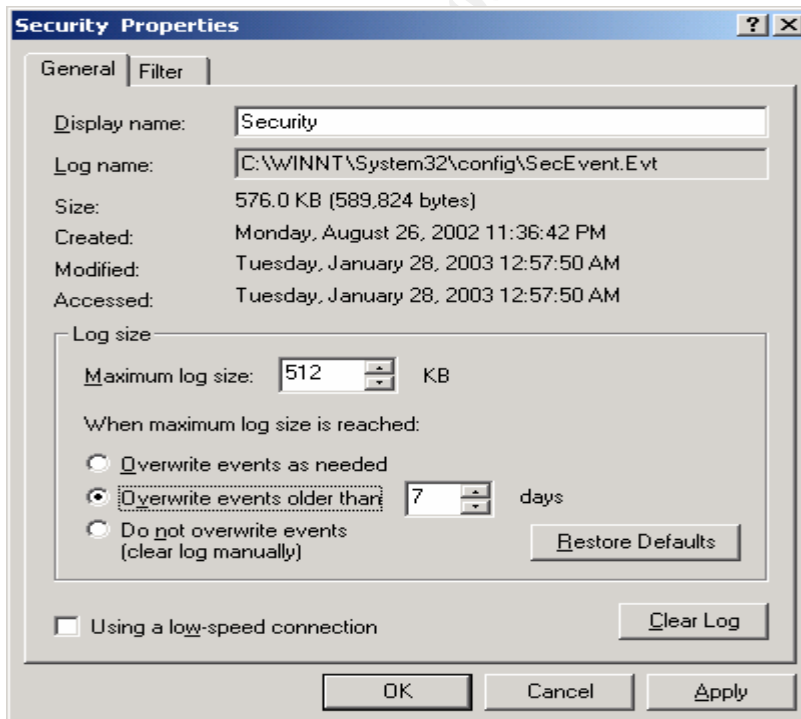 Security Properties
General
Filter
Display name: Security
Log name: C:\WINNT\System32\config\SecEvent.Evt
Size: 576.0 KB (589,824 bytes)
Created: Monday, August 26, 2002 11:36:42 PM
Modified: Tuesday, January 28, 2003 12:57:50 AM
Accessed: Tuesday, January 28, 2003 12:57:50 AM
Log size
Maximum log size: 512 KB
When maximum log size is reached:
Overwrite events as needed
Overwrite events older than 7 days
Do not overwrite events
(clear log manually)
Restore Defaults
Using a low-speed connection
Clear Log
OK
Cancel
Apply